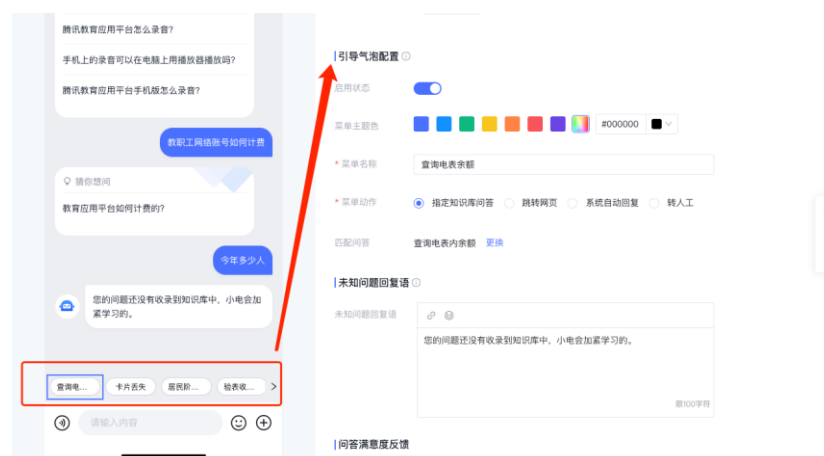 腾讯教育应用平台怎么录音?
手机上的录音可以在电脑上用播放器播放吗?
腾讯教育应用平台手机版怎么录音?
教职工网络账号如何计费
猜你想问
教育应用平台如何计费的?
今年多少人
您的问题还没有收录到知识库中,小电会加
紧学习的。
查询电...
卡片丢失
居民阶...
验表收...
请输入内容
引导气泡配置
启用状态
菜单主题色
#000000
* 菜单名称
查询电表余额
* 菜单动作
指定知识库问答
跳转网页
系统自动回复
转人工
匹配问答
查询电表内余额
更换
未知问题回复语
未知问题回复语
您的问题还没有收录到知识库中,小电会加紧学习的。
限100字符
问答满意度反馈